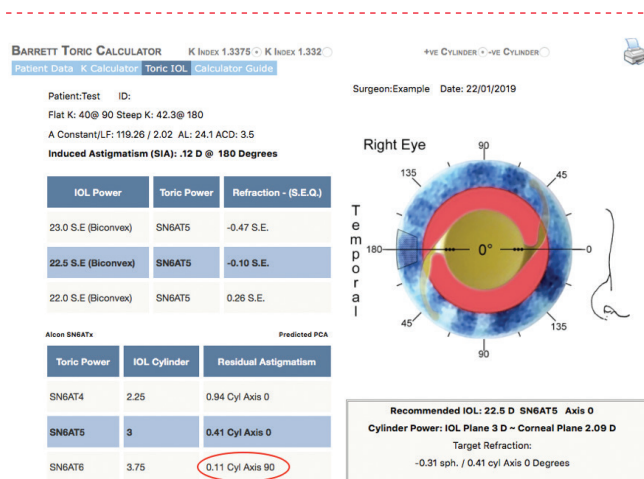 BARRETT TORIC CALCULATOR K INDEX 1.3375 K INDEX 1.332 +VE CYLINDER -VE CYLINDER
Patient Data K Calculator Toric IOL Calculator Guide
Patient:Test ID:
Flat K: 40@ 90 Steep K: 42.3@ 180
A Constant/LF: 119.26 / 2.02 AL: 24.1 ACD: 3.5
Induced Astigmatism (SIA): .12 D @ 180 Degrees
IOL Power Toric Power Refraction - (S.E.Q.)
23.0 S.E (Biconvex) SN6AT5 -0.47 S.E.
22.5 S.E (Biconvex) SN6AT5 -0.10 S.E.
22.0 S.E (Biconvex) SN6AT5 0.26 S.E.
Alcon SN6ATx Predicted PCA
Toric Power IOL Cylinder Residual Astigmatism
SN6AT4 2.25 0.94 Cyl Axis 0
SN6AT5 3 0.41 Cyl Axis 0
SN6AT6 3.75 0.11 Cyl Axis 90
Surgeon:Example Date: 22/01/2019
Right Eye
90
135 45
Temporal
180 0° 0
45 135
90
Recommended IOL: 22.5 D SN6AT5 Axis 0
Cylinder Power: IOL Plane 3 D ~ Corneal Plane 2.09 D
Target Refraction:
-0.31 sph. / 0.41 cyl Axis 0 Degrees